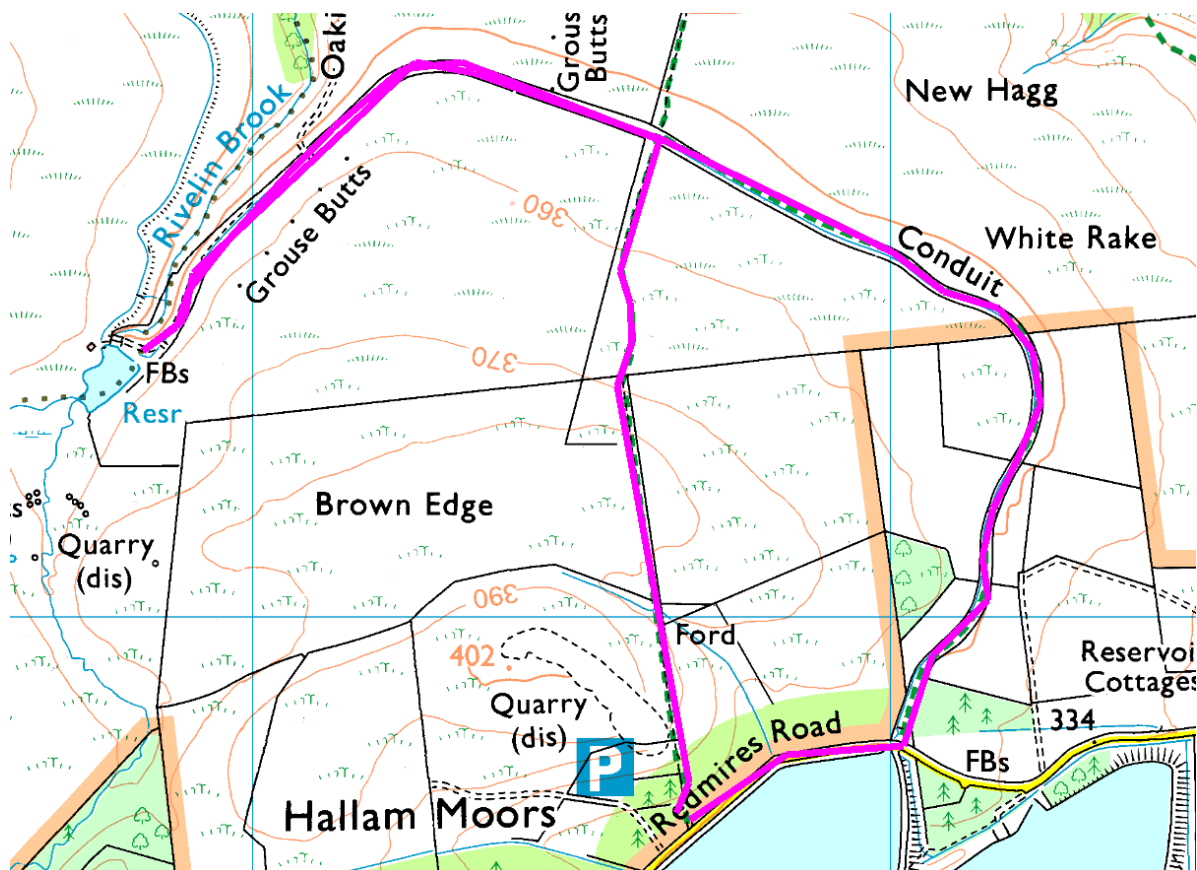 Oaki
Grous
Butts
New Hagg
Rivelin Brook
Grouse Butts
360
Conduit
White Rake
370
FBs
Resr
Brown Edge
Quarry
(dis)
390
402
Ford
Quarry
(dis)
Reservoi
Cottages
334
P
Redmires Road
FBs
Hallam Moors